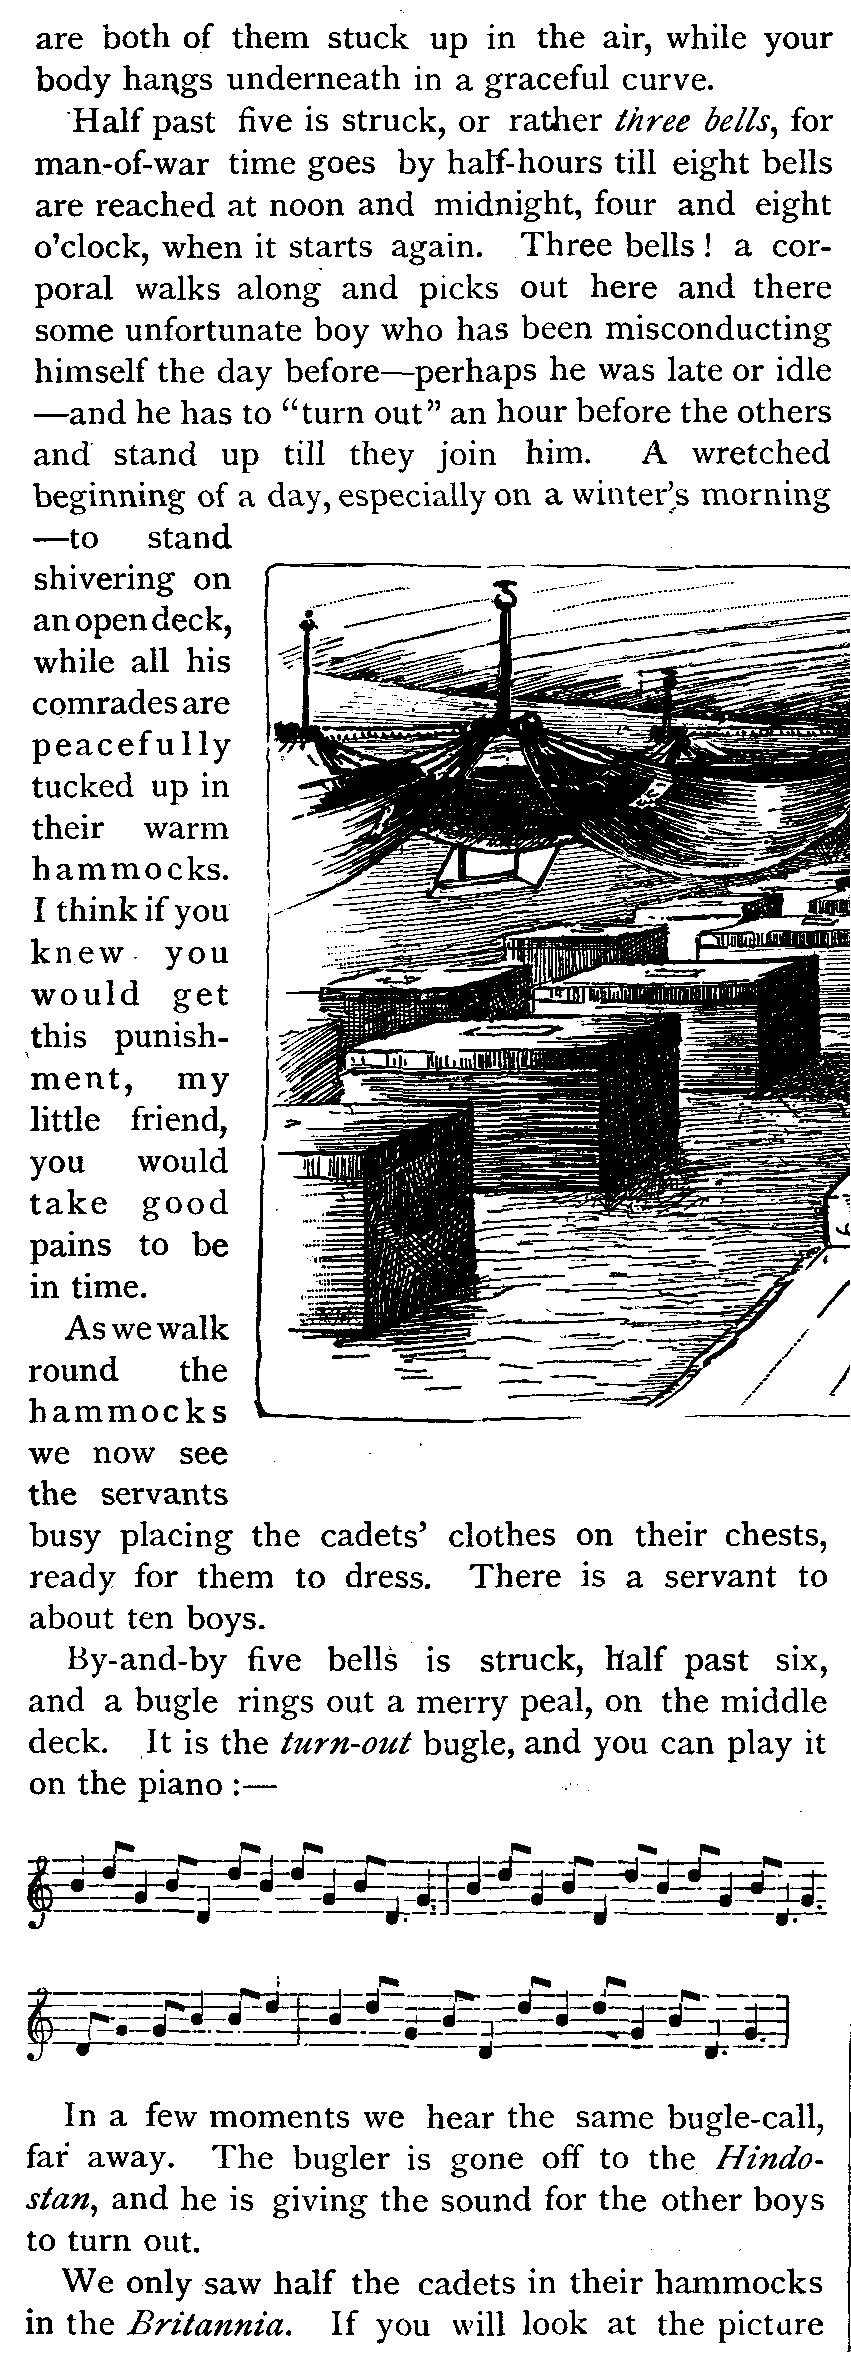 are both of them stuck up in the air, while your
body hangs underneath in a graceful curve.
Half past five is struck, or rather three bells, for
man-of-war time goes by half-hours till eight bells
are reached at noon and midnight, four and eight
o'clock, when it starts again. Three bells! a cor-
poral walks along and picks out here and there
some unfortunate boy who has been misconducting
himself the day before—perhaps he was late or idle
—and he has to “turn out” an hour before the others
and stand up till they join him. A wretched
beginning of a day, especially on a winter's morning
—to stand
shivering on
an open deck,
while all his
comrades are
peacefully
tucked up in
their warm
hammocks.
I think if you
knew you
would get
this punish-
ment, my
little friend,
you would
take good
pains to be
in time.
As we walk
round the
hammocks
we now see
the servants
busy placing the cadets' clothes on their chests,
ready for them to dress. There is a servant to
about ten boys.
By-and-by five bells is struck, half past six,
and a bugle rings out a merry peal, on the middle
deck. It is the turn-out bugle, and you can play it
on the piano :—
In a few moments we hear the same bugle-call,
far away. The bugler is gone off to the Hindo-
stan, and he is giving the sound for the other boys
to turn out.
We only saw half the cadets in their hammocks
in the Britannia. If you will look at the picture